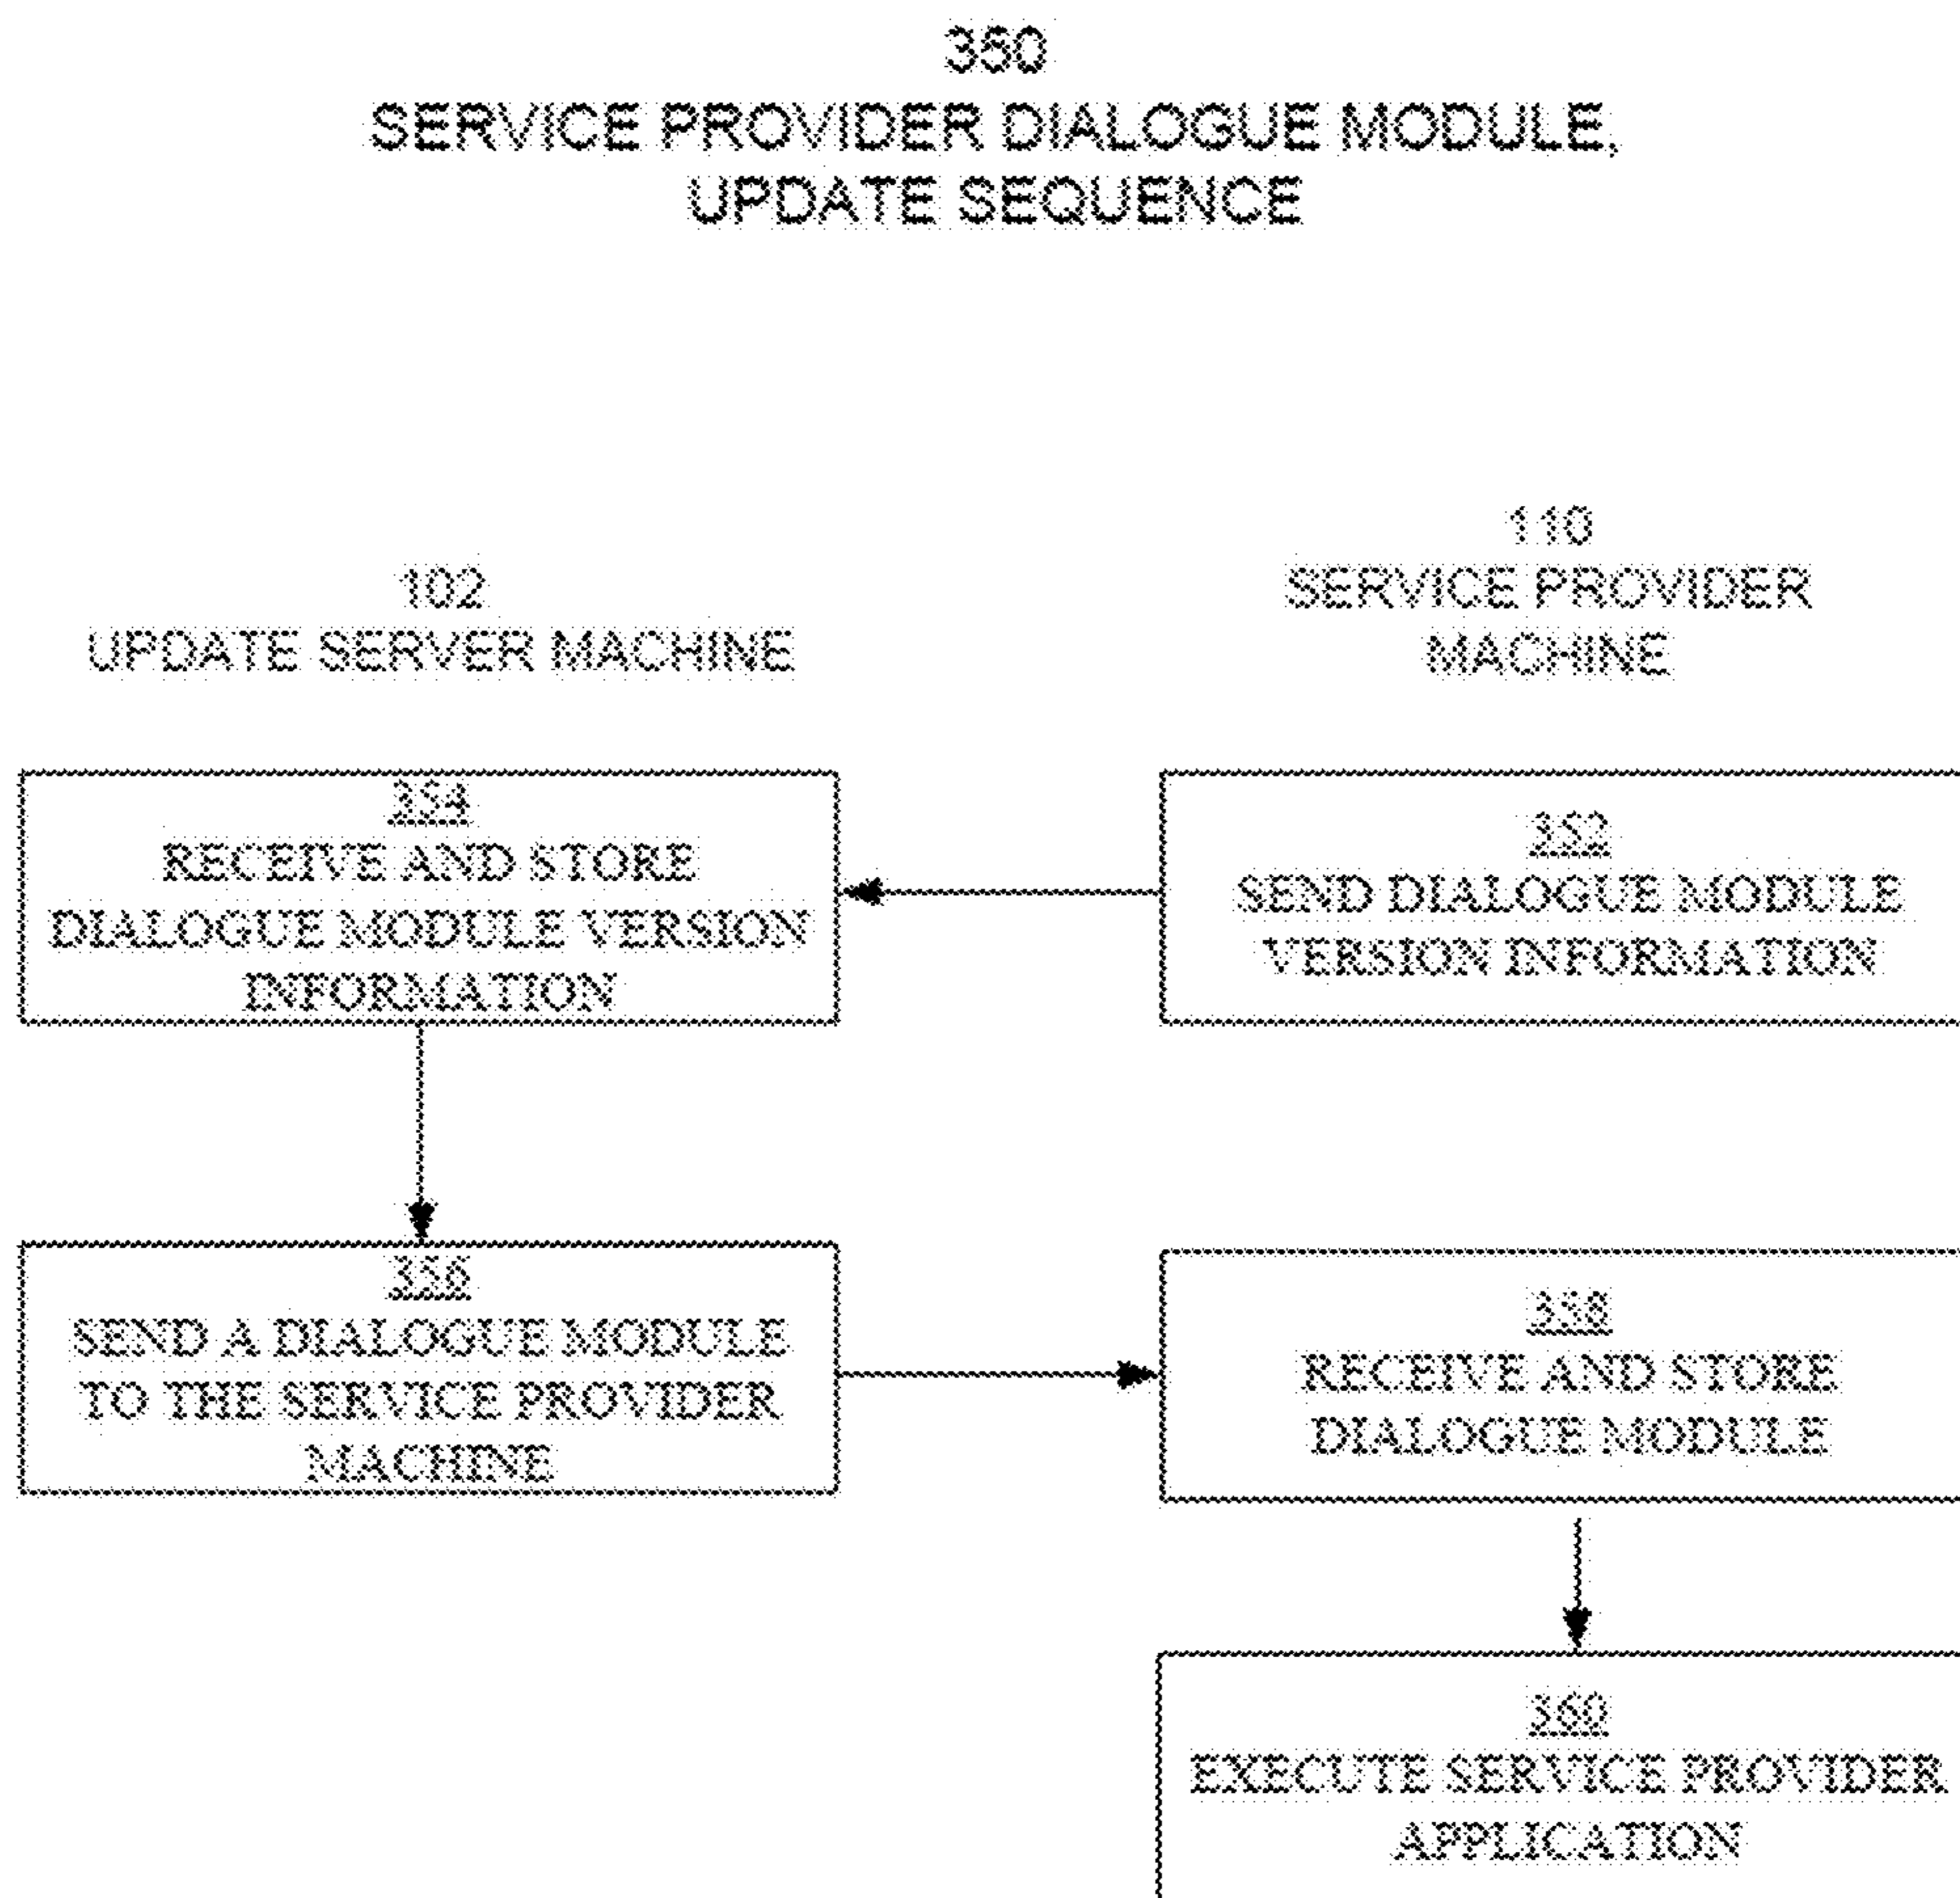 350
SERVICE PROVIDER DIALOGUE MODULE,
UPDATE SEQUENCE
110
SERVICE PROVIDER
MACHINE
102
UPDATE SERVER MACHINE
354
RECEIVE AND STORE
DIALOGUE MODULE VERSION
INFORMATION
352
SEND DIALOGUE MODULE
VERSION INFORMATION
356
SEND A DIALOGUE MODULE
TO THE SERVICE PROVIDER
MACHINE
358
RECEIVE AND STORE
DIALOGUE MODULE
360
EXECUTE SERVICE PROVIDER
APPLICATION